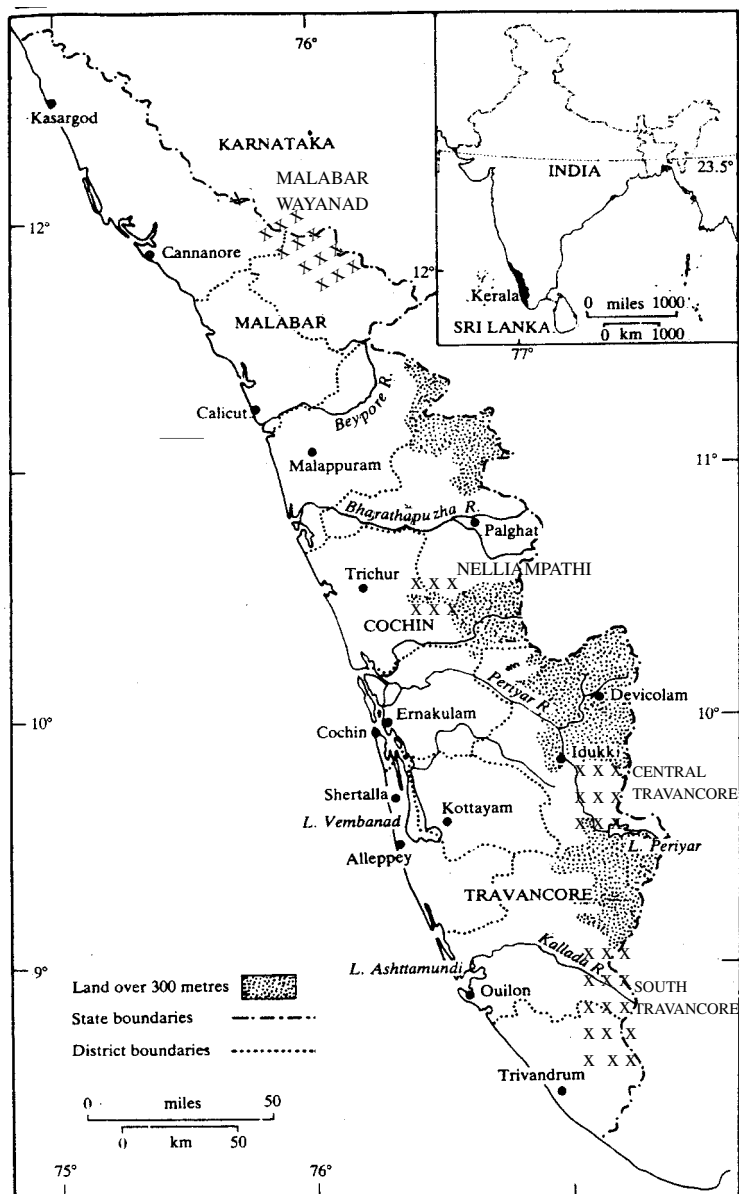 76°
Kasargod
KARNATAKA
INDIA
23.5°
MALABAR
WAYANAD
X X X
X X X
X X X
X X X
12°
Cannanore
12°
Kerala
0 miles 1000
SRI LANKA
0 km 1000
77°
MALABAR
Calicut
Beypore R.
Malappuram
11°
Bharathapuzha R.
Palghat
NELLIAMPATHI
Trichur
X X X
X X X
COCHIN
Periyar R.
Devicolam
10°
Ernakulam
10°
Cochin
Idukki
X X X
CENTRAL
Shertalla
X X X
TRAVANCORE
L. Vembanad
Kottayam
X X X
L. Periyar
Alleppey
TRAVANCORE
Kallada R.
X X X
9°
L. Ashttamundi
X X X
SOUTH
Land over 300 metres
Quilon
X X X
TRAVANCORE
State boundaries
X X X
District boundaries
X X X
Trivandrum
0 miles 50
0 km 50
75°
76°